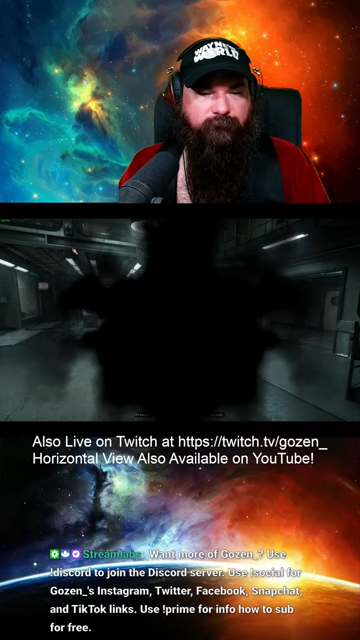 WAYNE'S
WORLD
Also Live on Twitch at https://twitch.tv/gozen_
Horizontal View Also Available on YouTube!
Streamlabs: Want more of Gozen_? Use
!discord to join the Discord server. Use !social for
Gozen_'s Instagram, Twitter, Facebook, Snapchat,
and TikTok links. Use !prime for info how to sub
for free.